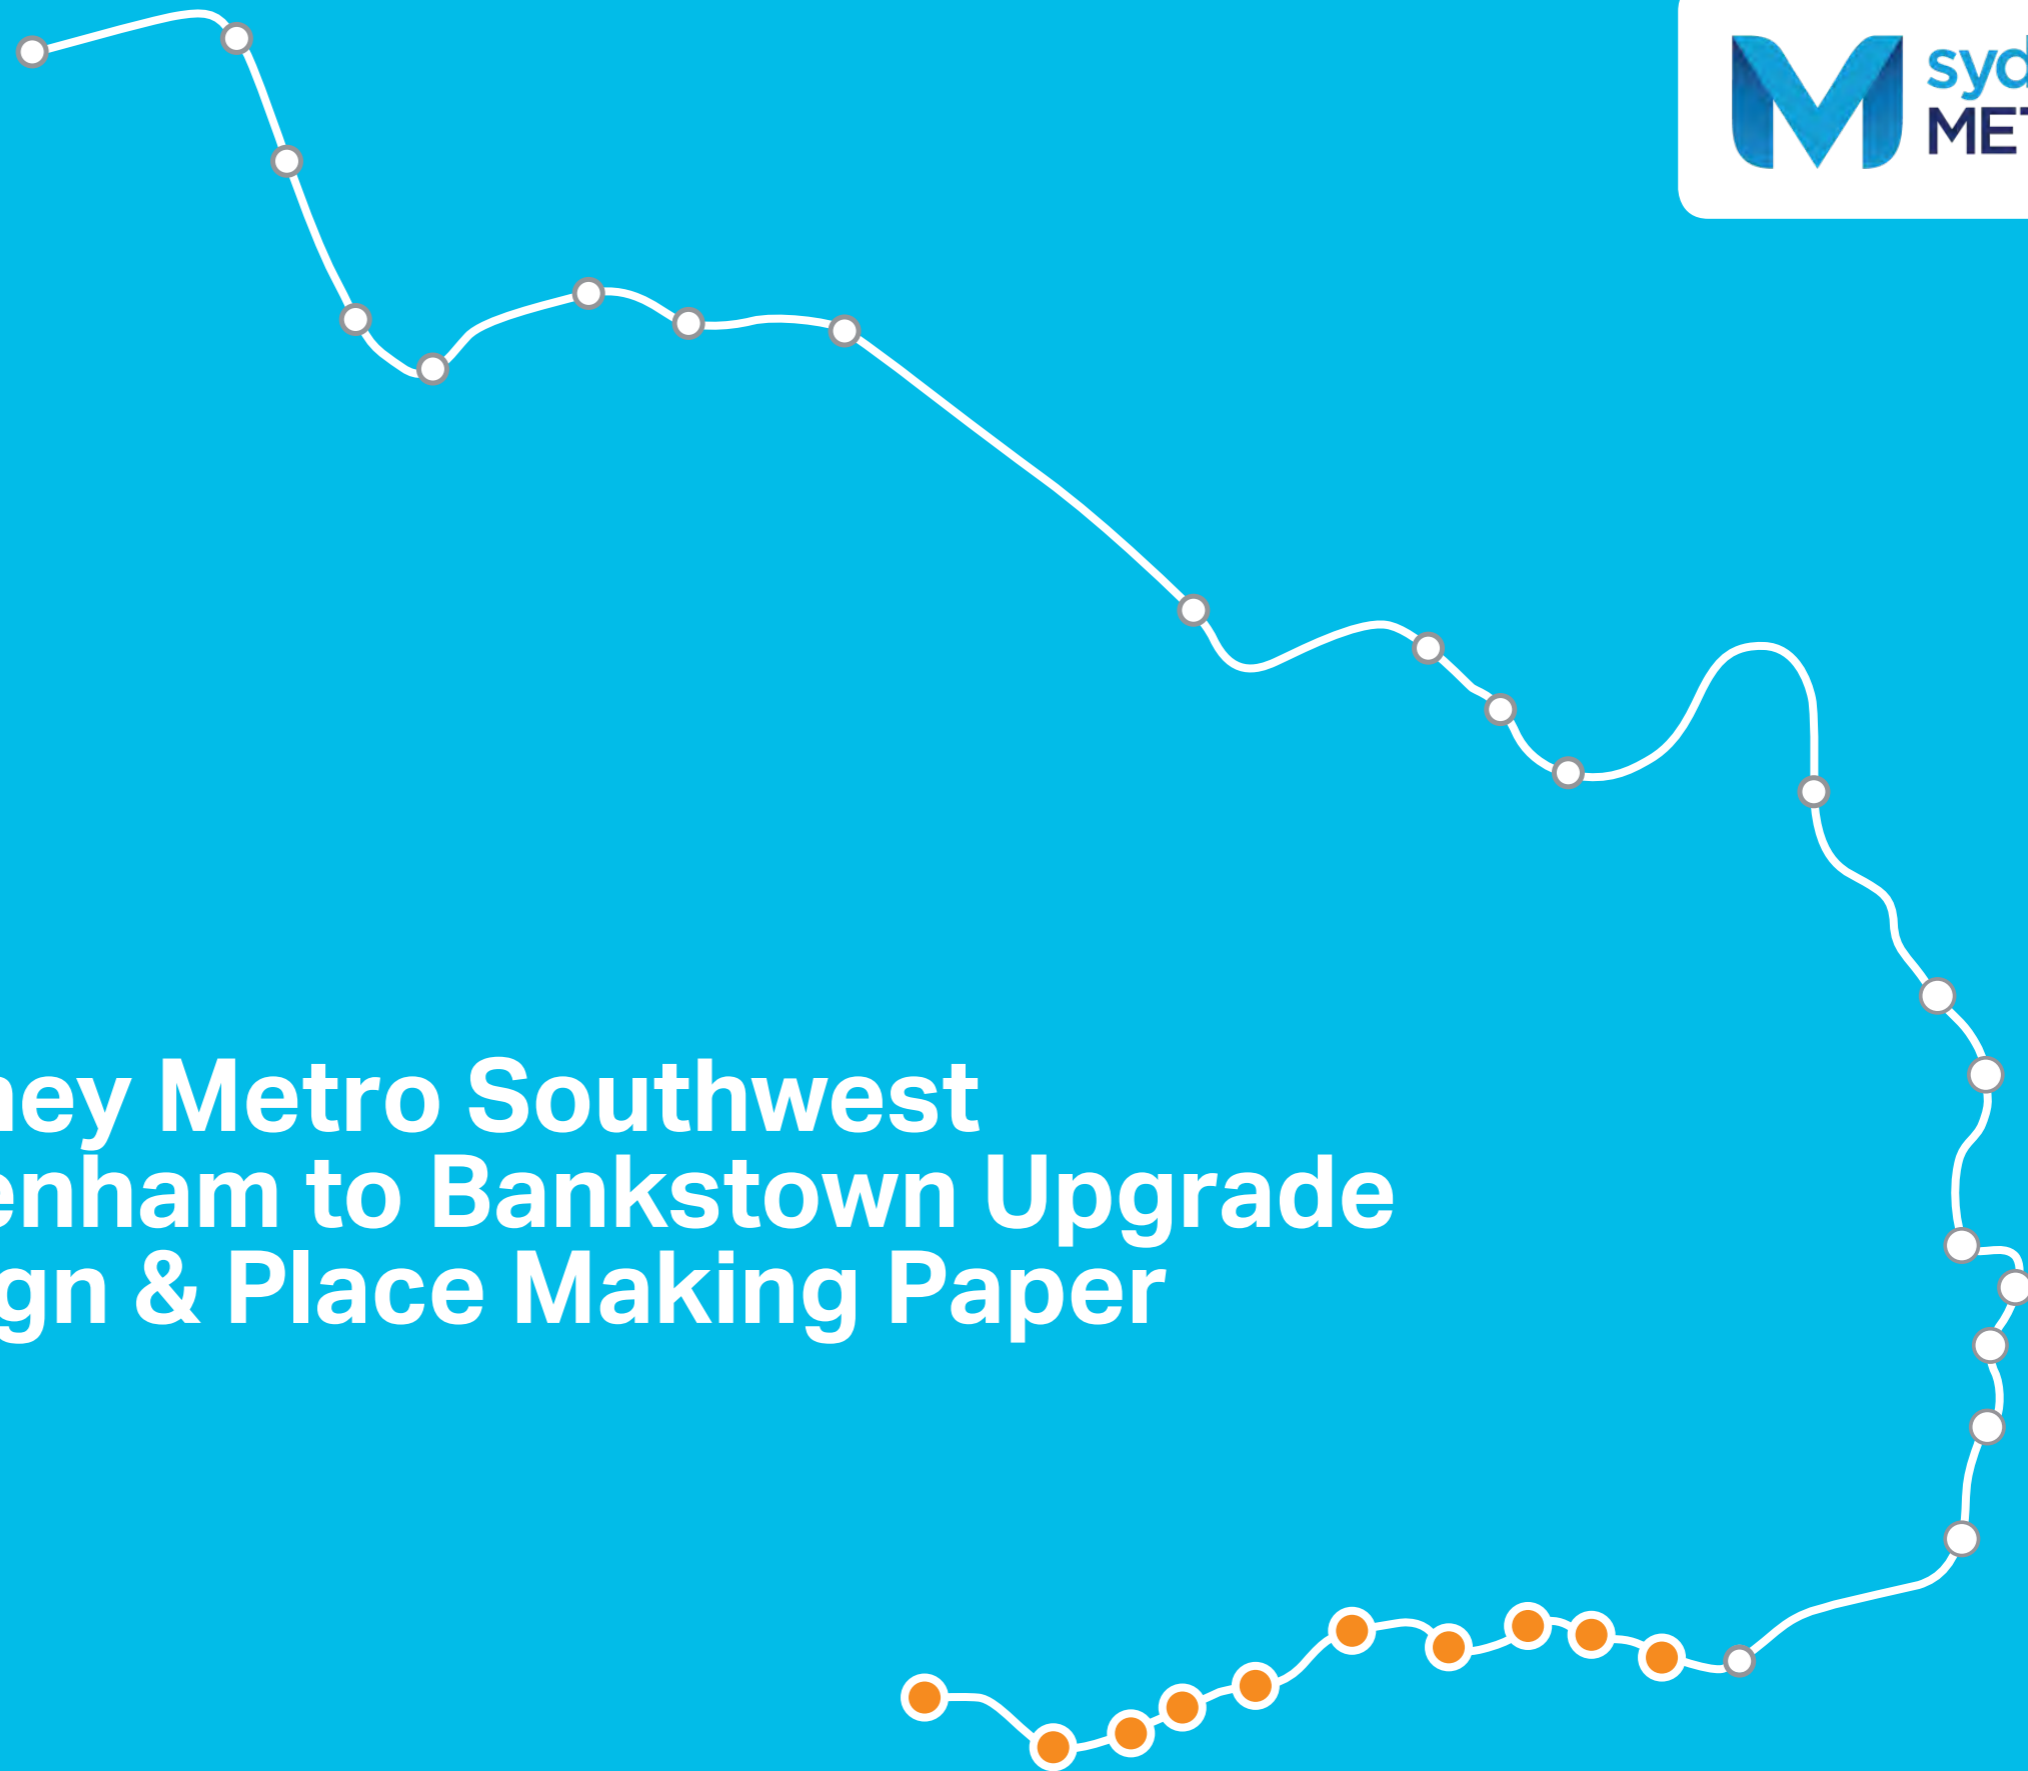 syd
MET
ney Metro Southwest
enham to Bankstown Upgrade
gn & Place Making Paper